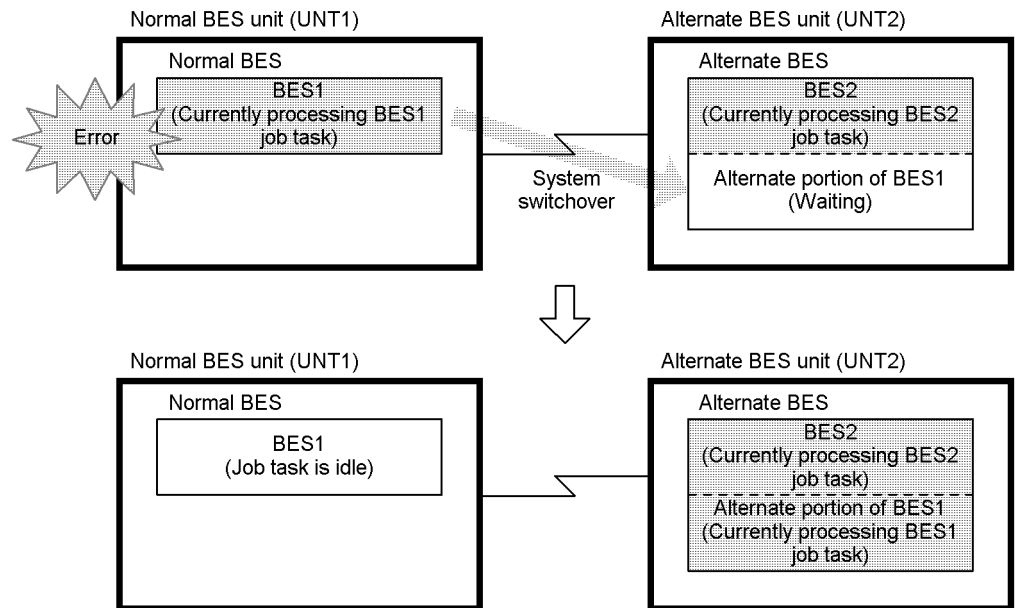 Normal BES unit (UNT1)
Alternate BES unit (UNT2)
Normal BES
BES1
(Currently processing BES1
job task)
Error
Alternate BES
BES2
(Currently processing BES2
job task)
Alternate portion of BES1
(Waiting)
System
switchover
Normal BES unit (UNT1)
Alternate BES unit (UNT2)
Normal BES
BES1
(Job task is idle)
Alternate BES
BES2
(Currently processing BES2
job task)
Alternate portion of BES1
(Currently processing BES1
job task)